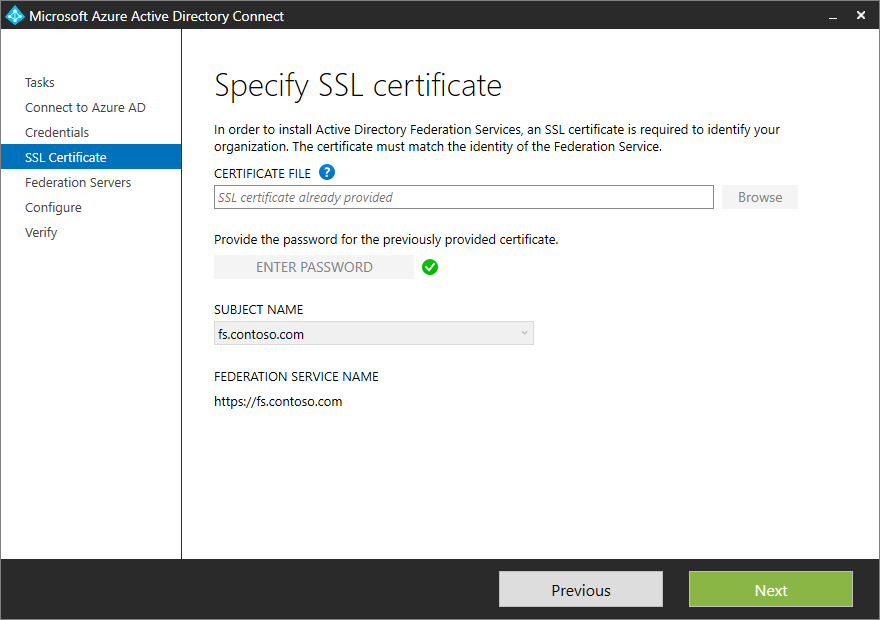 Microsoft Azure Active Directory Connect
Tasks
Connect to Azure AD
Credentials
SSL Certificate
Federation Servers
Configure
Verify
Specify SSL certificate
In order to install Active Directory Federation Services, an SSL certificate is required to identify your
organization. The certificate must match the identity of the Federation Service.
CERTIFICATE FILE ?
SSL certificate already provided
Browse
Provide the password for the previously provided certificate.
ENTER PASSWORD
SUBJECT NAME
fs.contoso.com
FEDERATION SERVICE NAME
https://fs.contoso.com
Previous
Next